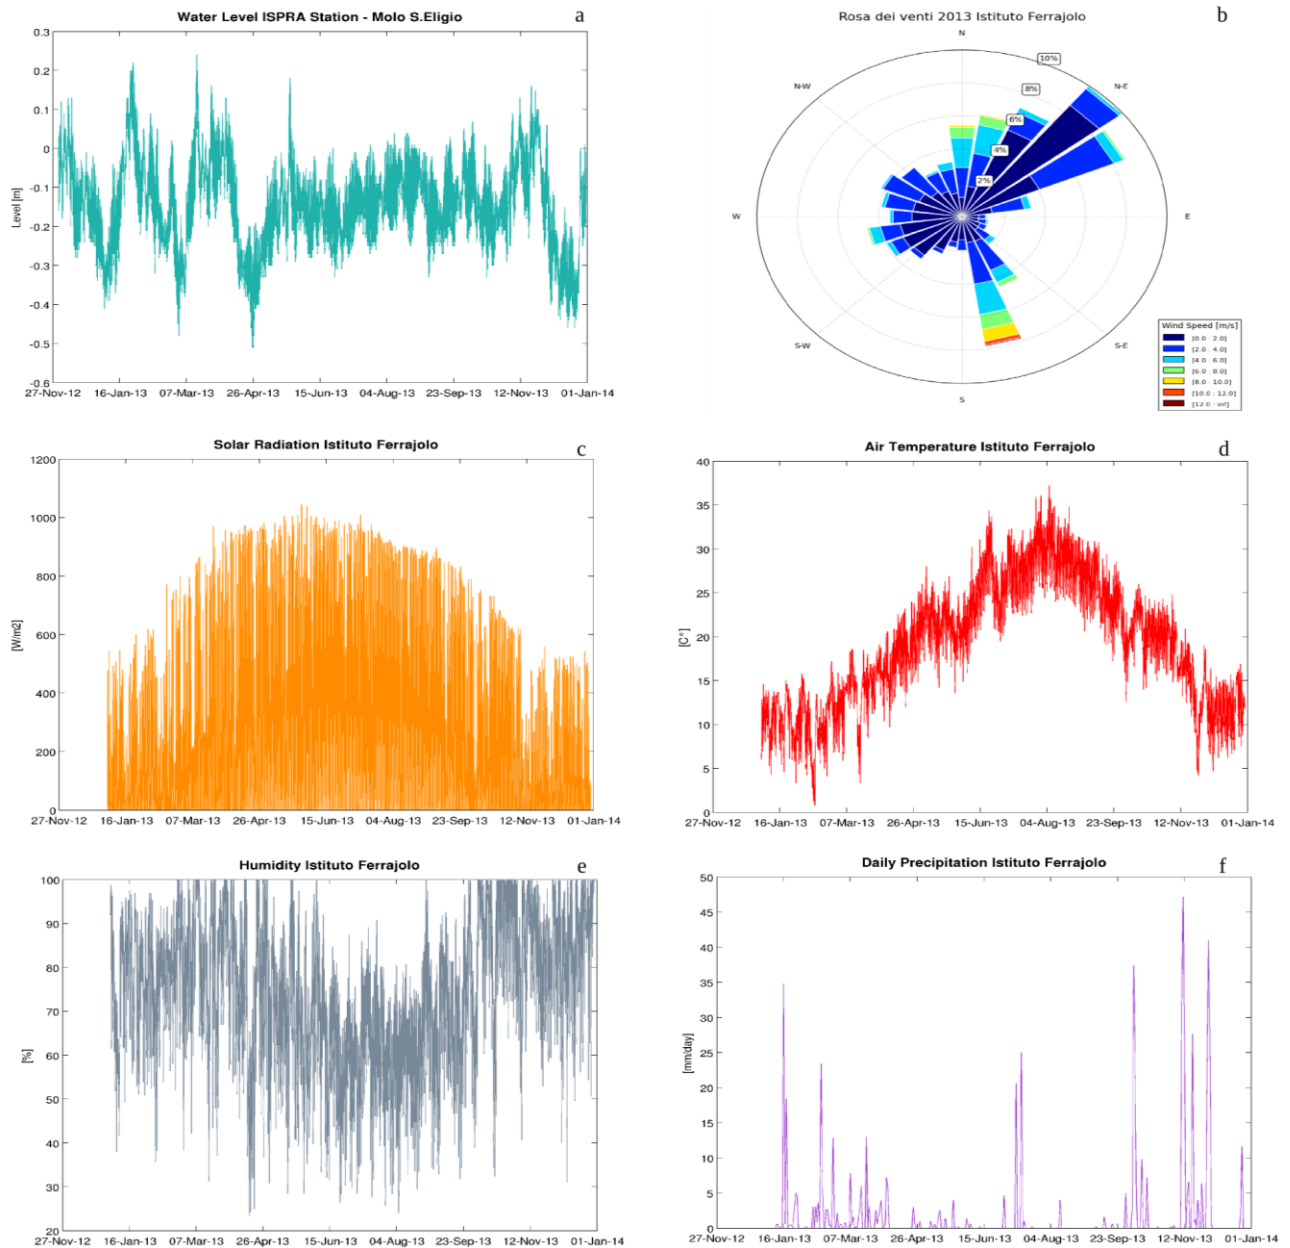 Water Level ISPRA Station - Molo S.Eligio
a
0.3
0.2
0.1
0
-0.1
-0.2
-0.3
-0.4
-0.5
-0.6
Level [m]
27-Nov-12 16-Jan-13 07-Mar-13 26-Apr-13 15-Jun-13 04-Aug-13 23-Sep-13 12-Nov-13 01-Jan-14
Rosa dei venti 2013 Istituto Ferrajolo
b
N
N-E
E
S-E
S
S-W
W
N-W
10%
8%
6%
4%
2%
Wind Speed [m/s]
[0.0 : 2.0)
[2.0 : 4.0)
[4.0 : 6.0)
[6.0 : 8.0)
[8.0 : 10.0)
[10.0 : 12.0)
[12.0 : inf)
Solar Radiation Istituto Ferrajolo
c
1200
1000
800
600
400
200
0
[W/m2]
27-Nov-12 16-Jan-13 07-Mar-13 26-Apr-13 15-Jun-13 04-Aug-13 23-Sep-13 12-Nov-13 01-Jan-14
Air Temperature Istituto Ferrajolo
d
40
35
30
25
20
15
10
5
0
[C°]
27-Nov-12 16-Jan-13 07-Mar-13 26-Apr-13 15-Jun-13 04-Aug-13 23-Sep-13 12-Nov-13 01-Jan-14
Humidity Istituto Ferrajolo
e
100
90
80
70
60
50
40
30
20
[%]
27-Nov-12 16-Jan-13 07-Mar-13 26-Apr-13 15-Jun-13 04-Aug-13 23-Sep-13 12-Nov-13 01-Jan-14
Daily Precipitation Istituto Ferrajolo
f
50
45
40
35
30
25
20
15
10
5
0
[mm/day]
27-Nov-12 16-Jan-13 07-Mar-13 26-Apr-13 15-Jun-13 04-Aug-13 23-Sep-13 12-Nov-13 01-Jan-14